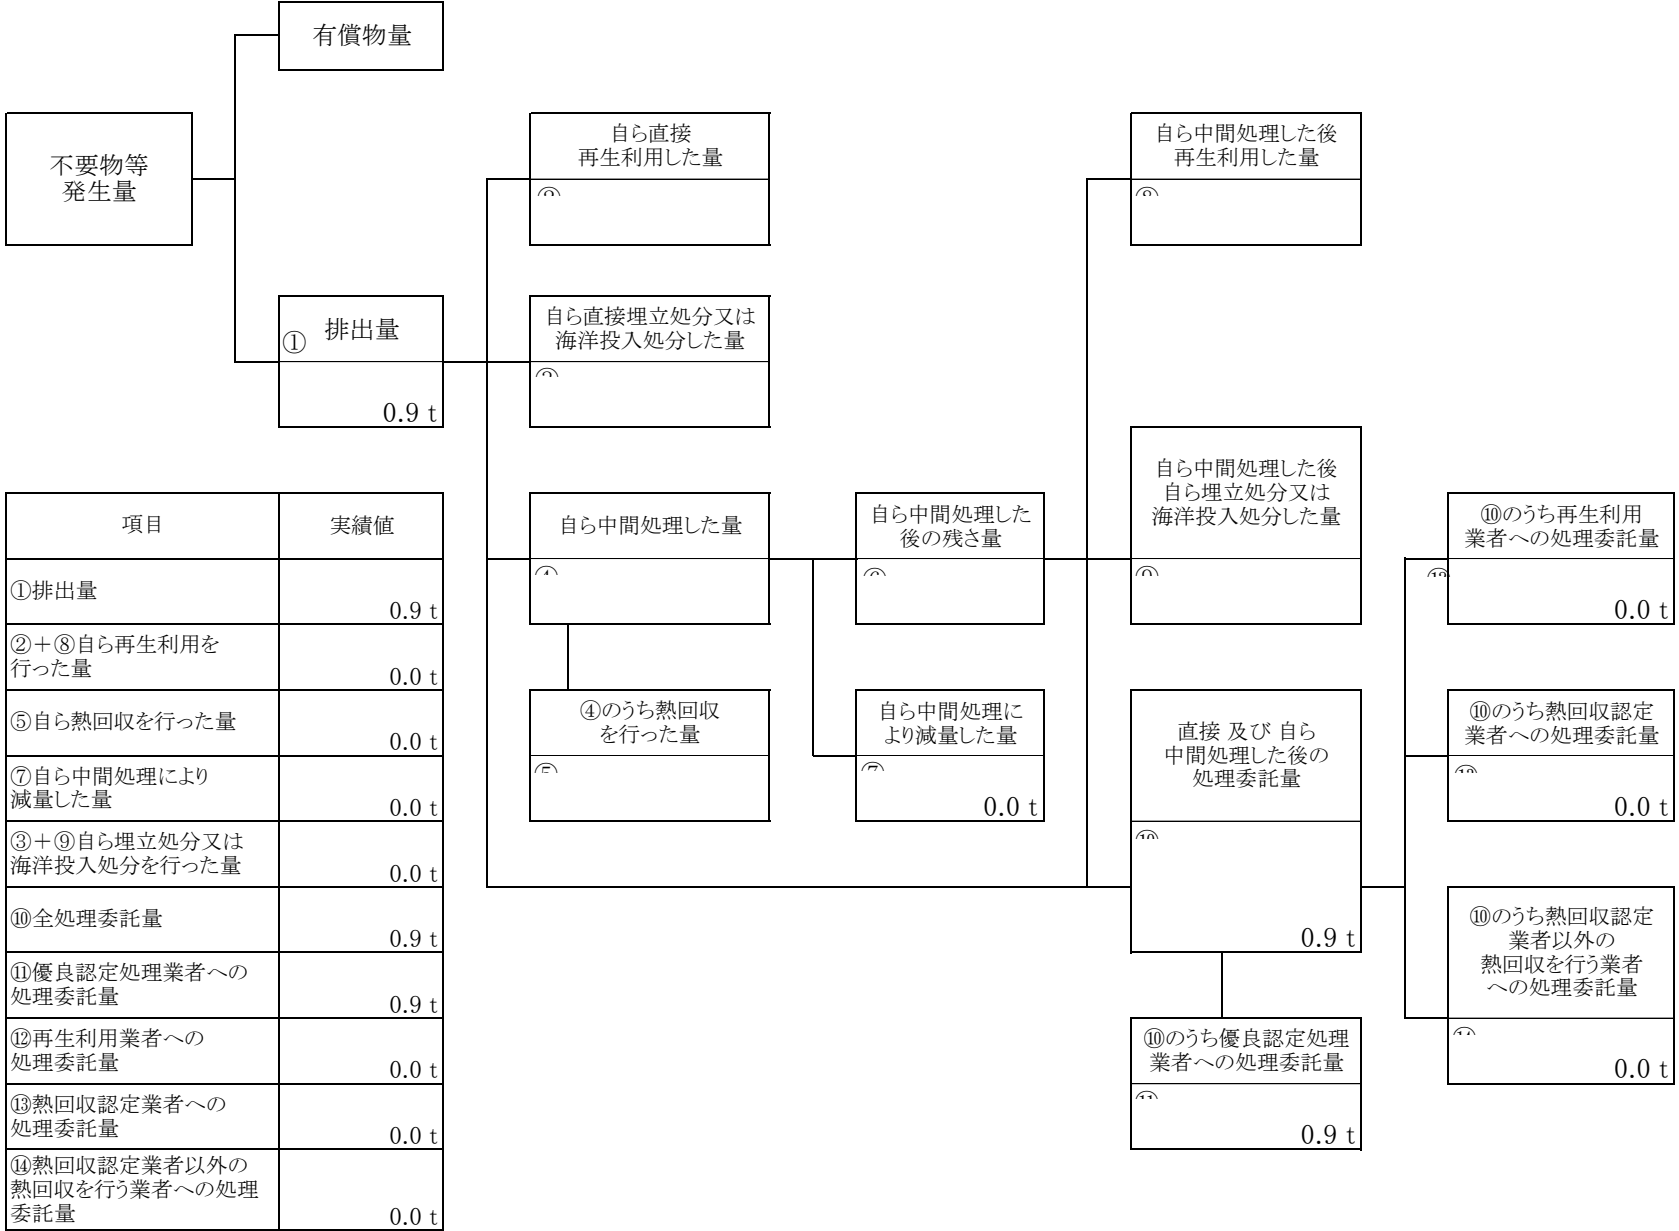 有償物量
不要物等
発生量
自ら直接
再生利用した量
自ら中間処理した後
再生利用した量
①
排出量
0.9 t
自ら直接埋立処分又は
海洋投入処分した量
自ら中間処理した量
自ら中間処理した
後の残さ量
自ら中間処理した後
自ら埋立処分又は
海洋投入処分した量
⑩のうち再生利用
業者への処理委託量
0.0 t
④のうち熱回収
を行った量
自ら中間処理に
より減量した量
0.0 t
直接 及び 自ら
中間処理した後の
処理委託量
0.9 t
⑩のうち熱回収認定
業者への処理委託量
0.0 t
⑩のうち熱回収認定
業者以外の
熱回収を行う業者
への処理委託量
0.0 t
⑩のうち優良認定処理
業者への処理委託量
0.9 t
項目 実績値
①排出量
0.9 t
②+⑧自ら再生利用を
行った量
0.0 t
⑤自ら熱回収を行った量
0.0 t
⑦自ら中間処理により
減量した量
0.0 t
③+⑨自ら埋立処分又は
海洋投入処分を行った量
0.0 t
⑩全処理委託量
0.9 t
⑪優良認定処理業者への
処理委託量
0.9 t
⑫再生利用業者への
処理委託量
0.0 t
⑬熱回収認定業者への
処理委託量
0.0 t
⑭熱回収認定業者以外の
熱回収を行う業者への処理
委託量
0.0 t